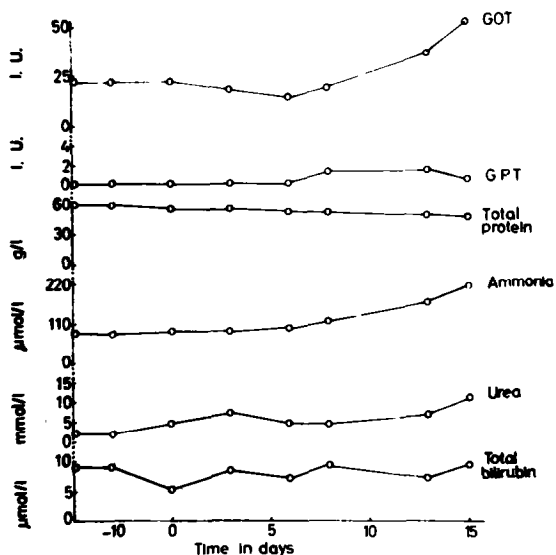 50
25
0
I. U.
GOT
4
2
0
I. U.
GPT
60
30
0
g/l
Total
protein
220
110
0
µmol/l
Ammonia
15
10
5
0
mmol/l
Urea
10
5
0
µmol/l
Total
bilirubin
-10 0 5 10 15
Time in days